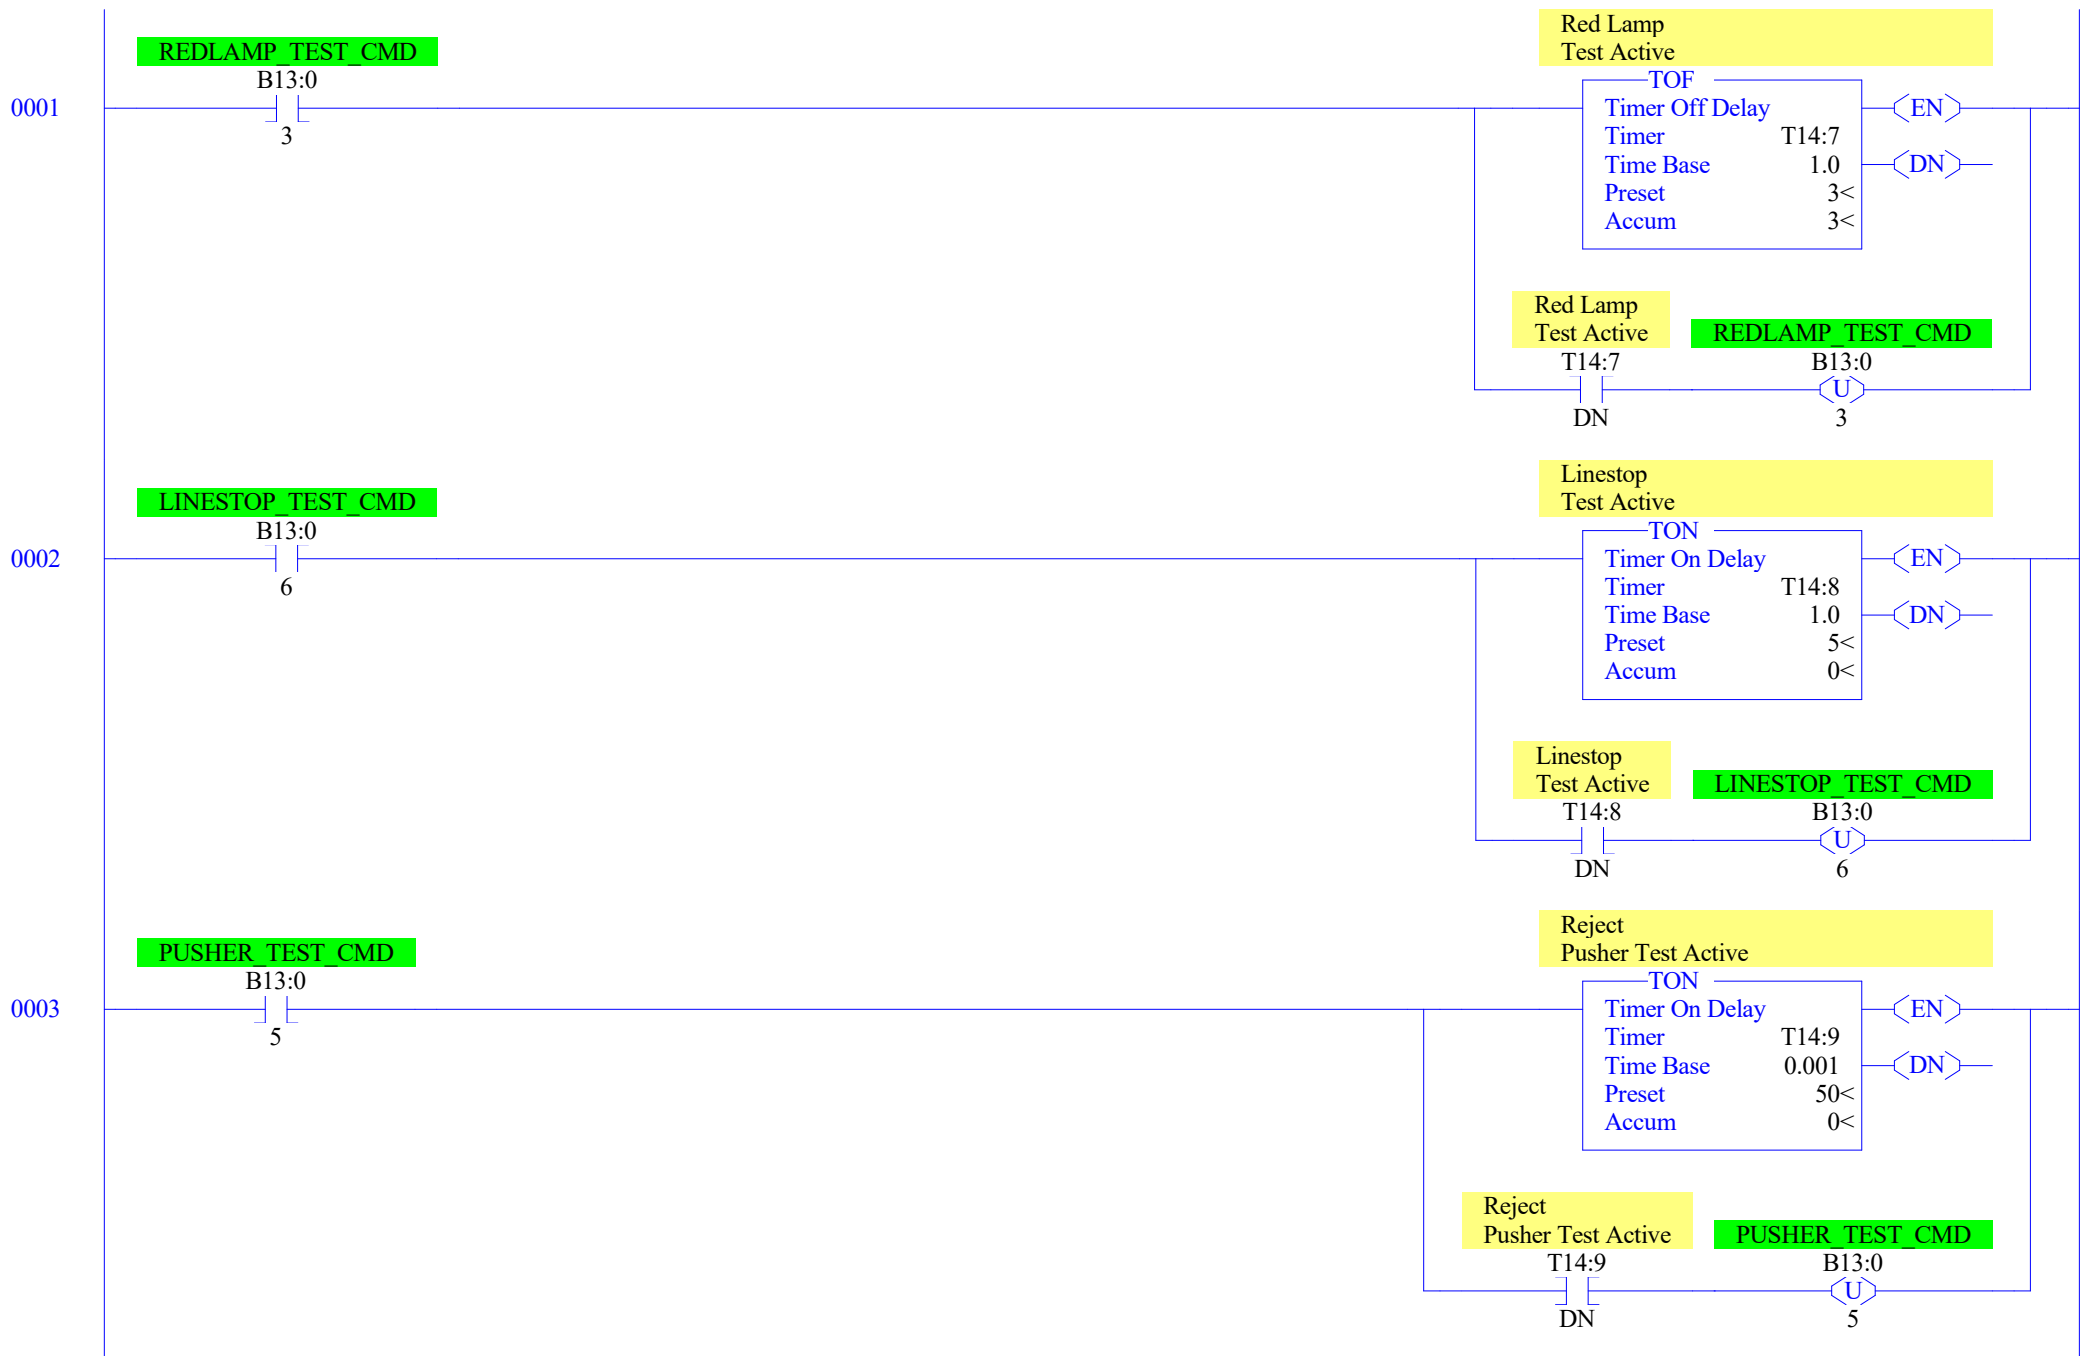 Red Lamp
Test Active
REDLAMP_TEST_CMD
B13:0
3
0001
TOF
Timer Off Delay
Timer T14:7
Time Base 1.0
Preset 3<
Accum 3<
EN
DN
Red Lamp
Test Active
T14:7
DN
REDLAMP_TEST_CMD
B13:0
U
3
Linestop
Test Active
LINESTOP_TEST_CMD
B13:0
6
0002
TON
Timer On Delay
Timer T14:8
Time Base 1.0
Preset 5<
Accum 0<
EN
DN
Linestop
Test Active
T14:8
DN
LINESTOP_TEST_CMD
B13:0
U
6
Reject
Pusher Test Active
PUSHER_TEST_CMD
B13:0
5
0003
TON
Timer On Delay
Timer T14:9
Time Base 0.001
Preset 50<
Accum 0<
EN
DN
Reject
Pusher Test Active
T14:9
DN
PUSHER_TEST_CMD
B13:0
U
5